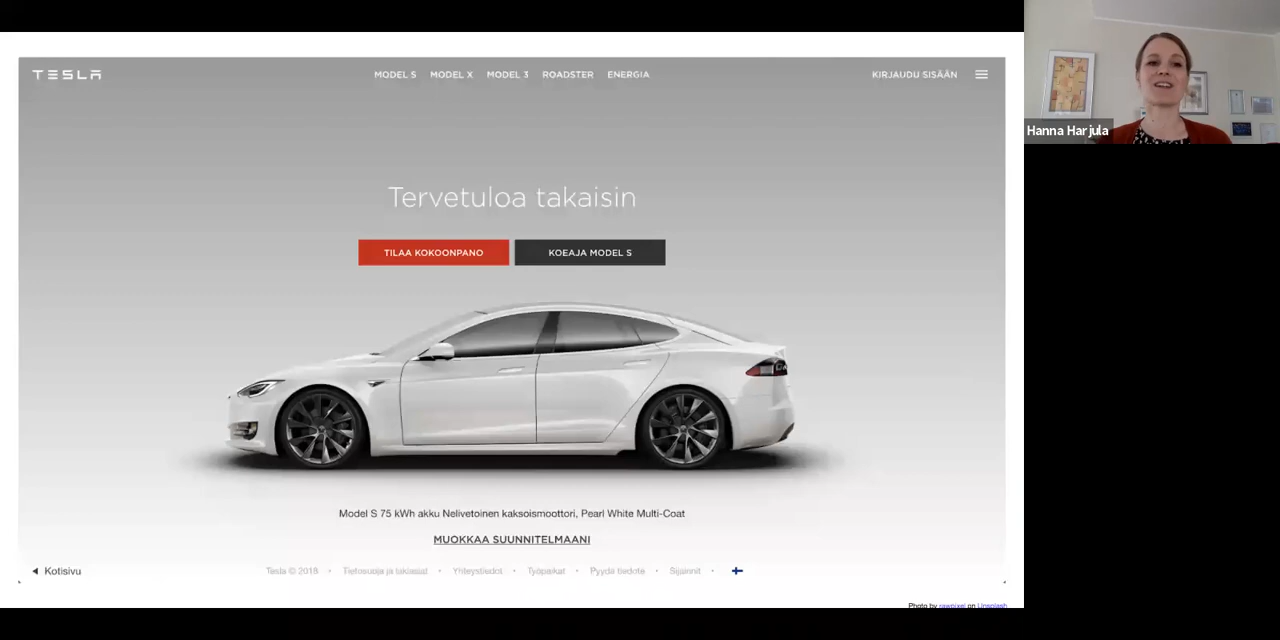 TESLA
MODEL S MODEL X MODEL 3 ROADSTER ENERGIA
KIRJAUDU SISÄÄN
Hanna Harjula
Tervetuloa takaisin
TILAA KOKOONPANO
KOEAJA MODEL S
Model S 75 kWh akku Nelivetoinen kaksoismoottori, Pearl White Multi-Coat
MUOKKAA SUUNNITELMAANI
Kotisivu
Tesla © 2018 • Tietosuoja ja takiasiat • Yhteystiedot • Työpaikat • Pyydä tiedote • Sijainnit •
Photo by rawpixel on Unsplash